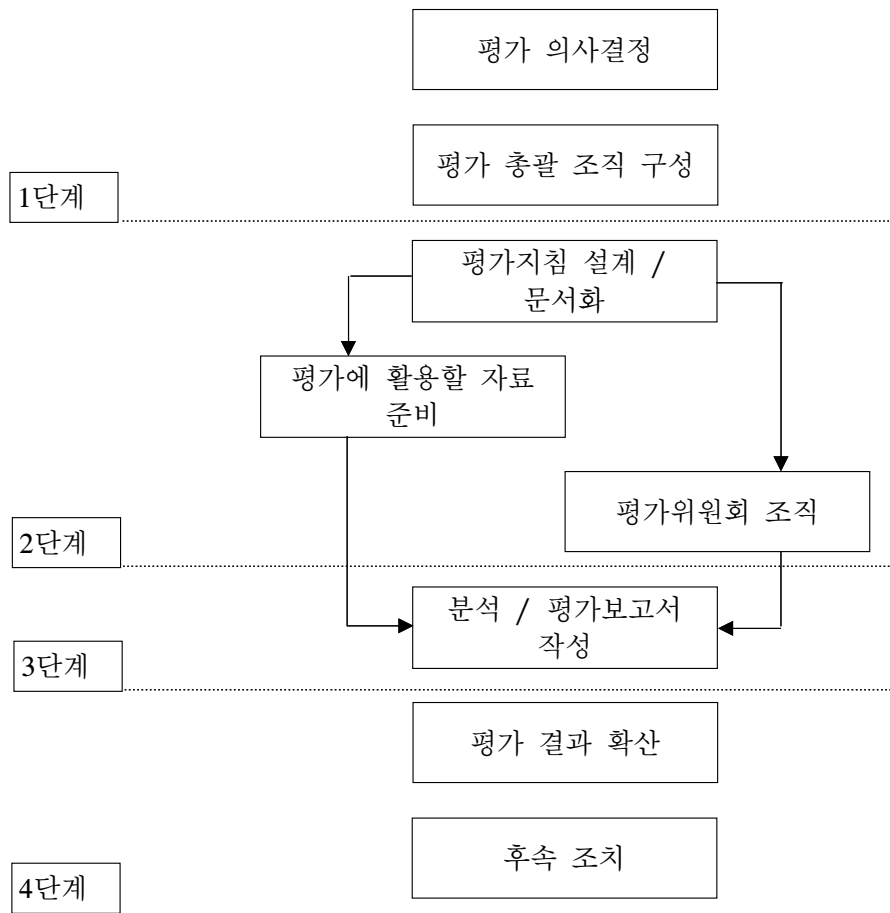 평가 의사결정
평가 총괄 조직 구성
1단계
평가지침 설계 /
문서화
평가에 활용할 자료
준비
평가위원회 조직
2단계
분석 / 평가보고서
작성
3단계
평가 결과 확산
후속 조치
4단계